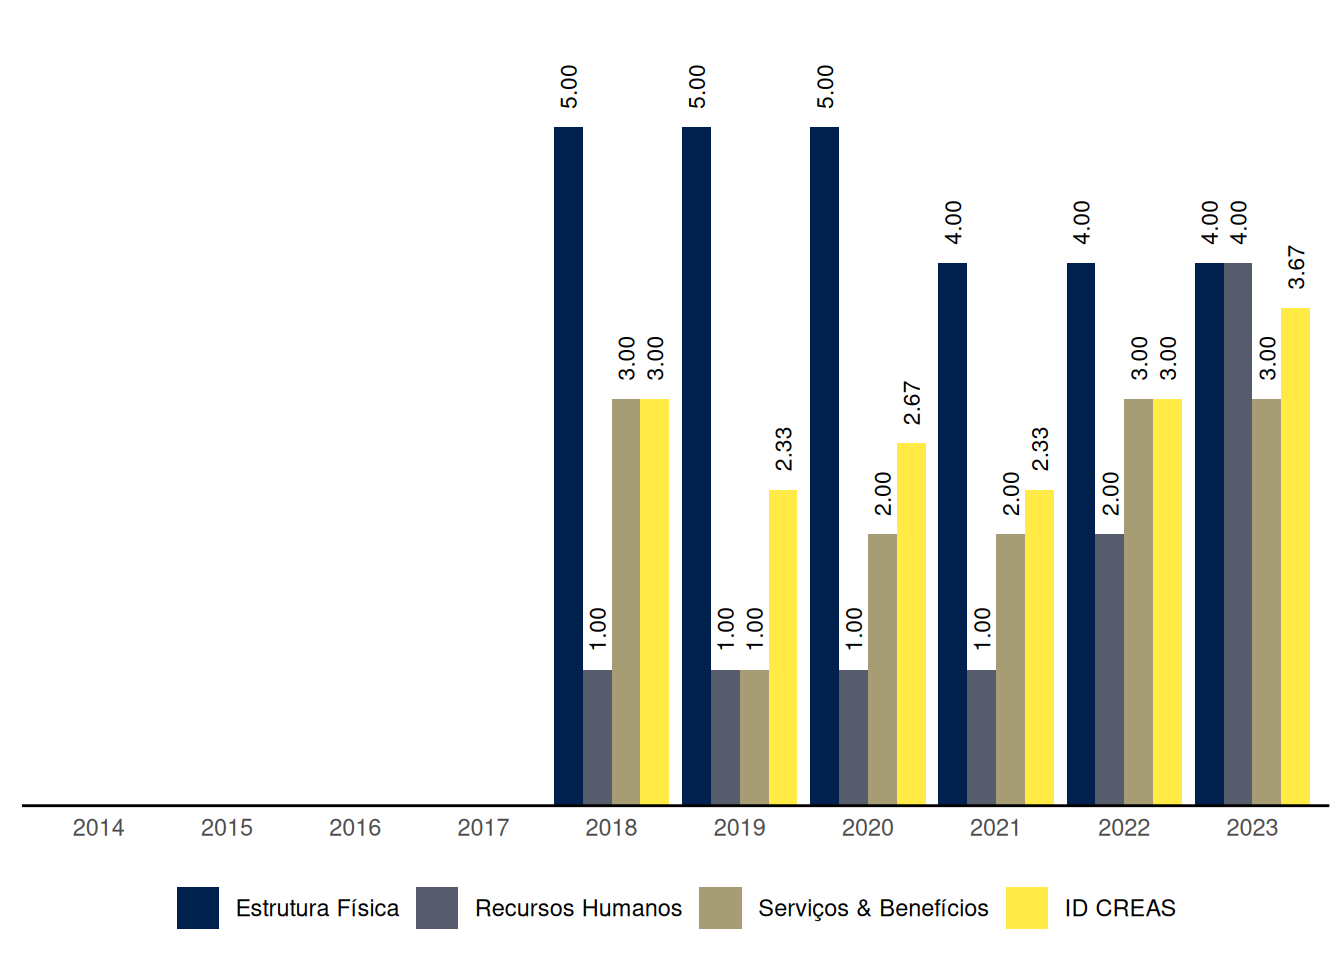 5.00 5.00 5.00
4.00 4.00 4.00 4.00
3.67
3.00 3.00 3.00 3.00 3.00
2.67
2.33 2.33
2.00 2.00 2.00
1.00 1.00 1.00 1.00 1.00
2014 2015 2016 2017 2018 2019 2020 2021 2022 2023
Estrutura Física Recursos Humanos Serviços & Benefícios ID CREAS